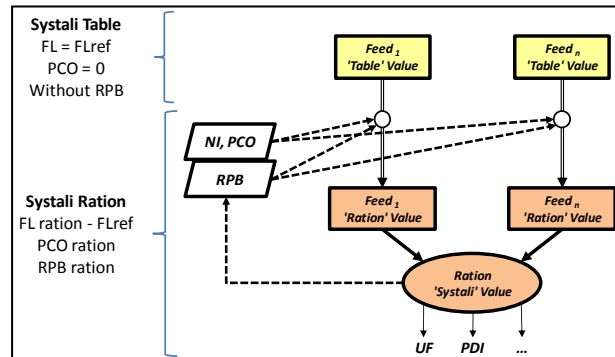 Systali Table
FL = FLref
PCO = 0
Without RPB
Feed 1
'Table' Value
Feed n
'Table' Value
NI, PCO
RPB
Systali Ration
FL ration - FLref
PCO ration
RPB ration
Feed 1
'Ration' Value
Feed n
'Ration' Value
Ration
'Systali' Value
UF PDI ...